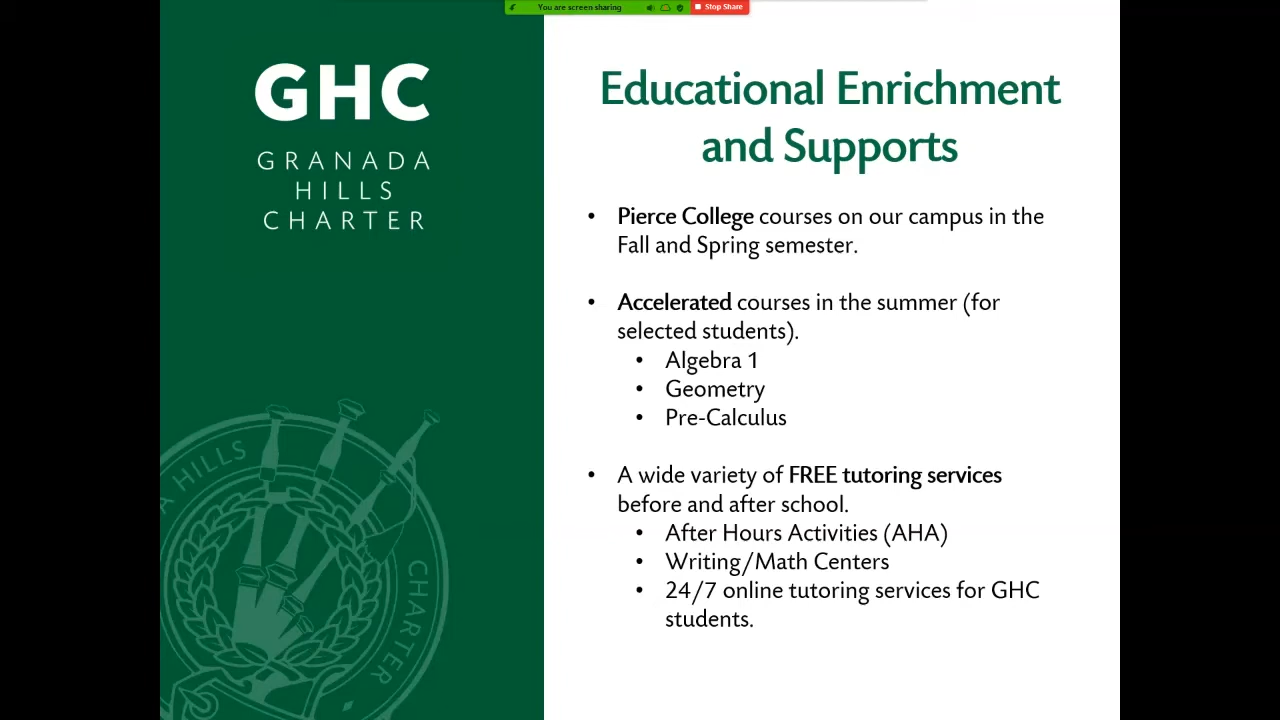 You are screen sharing
Stop Share
GHC
GRANADA
HILLS
CHARTER
HILLS
CHARTER
Educational Enrichment
and Supports
• Pierce College courses on our campus in the
Fall and Spring semester.
• Accelerated courses in the summer (for
selected students).
• Algebra 1
• Geometry
• Pre-Calculus
• A wide variety of FREE tutoring services
before and after school.
• After Hours Activities (AHA)
• Writing/Math Centers
• 24/7 online tutoring services for GHC
students.